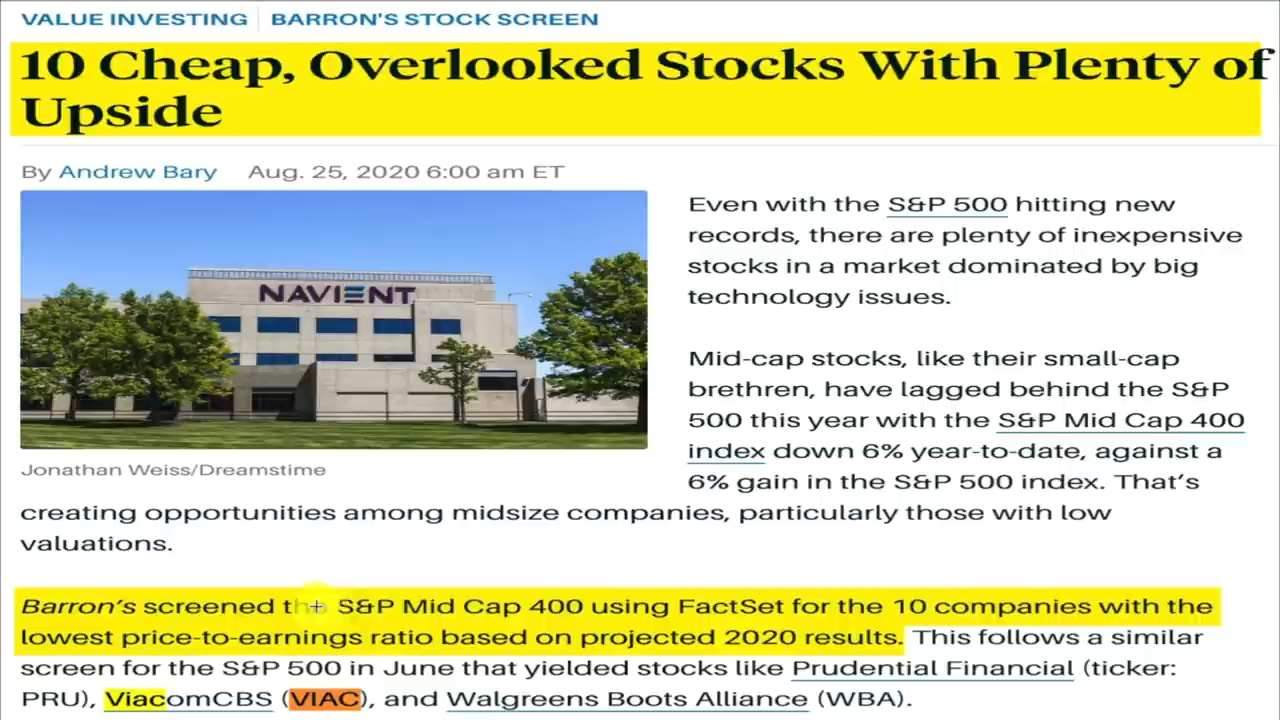 VALUE INVESTING BARRON'S STOCK SCREEN
10 Cheap, Overlooked Stocks With Plenty of
Upside
By Andrew Bary Aug. 25, 2020 6:00 am ET
NAVIENT
Jonathan Weiss/Dreamstime
Even with the S&P 500 hitting new
records, there are plenty of inexpensive
stocks in a market dominated by big
technology issues.
Mid-cap stocks, like their small-cap
brethren, have lagged behind the S&P
500 this year with the S&P Mid Cap 400
index down 6% year-to-date, against a
6% gain in the S&P 500 index. That's
creating opportunities among midsize companies, particularly those with low
valuations.
Barron's screened the S&P Mid Cap 400 using FactSet for the 10 companies with the
lowest price-to-earnings ratio based on projected 2020 results. This follows a similar
screen for the S&P 500 in June that yielded stocks like Prudential Financial (ticker:
PRU), ViacomCBS (VIAC), and Walgreens Boots Alliance (WBA).